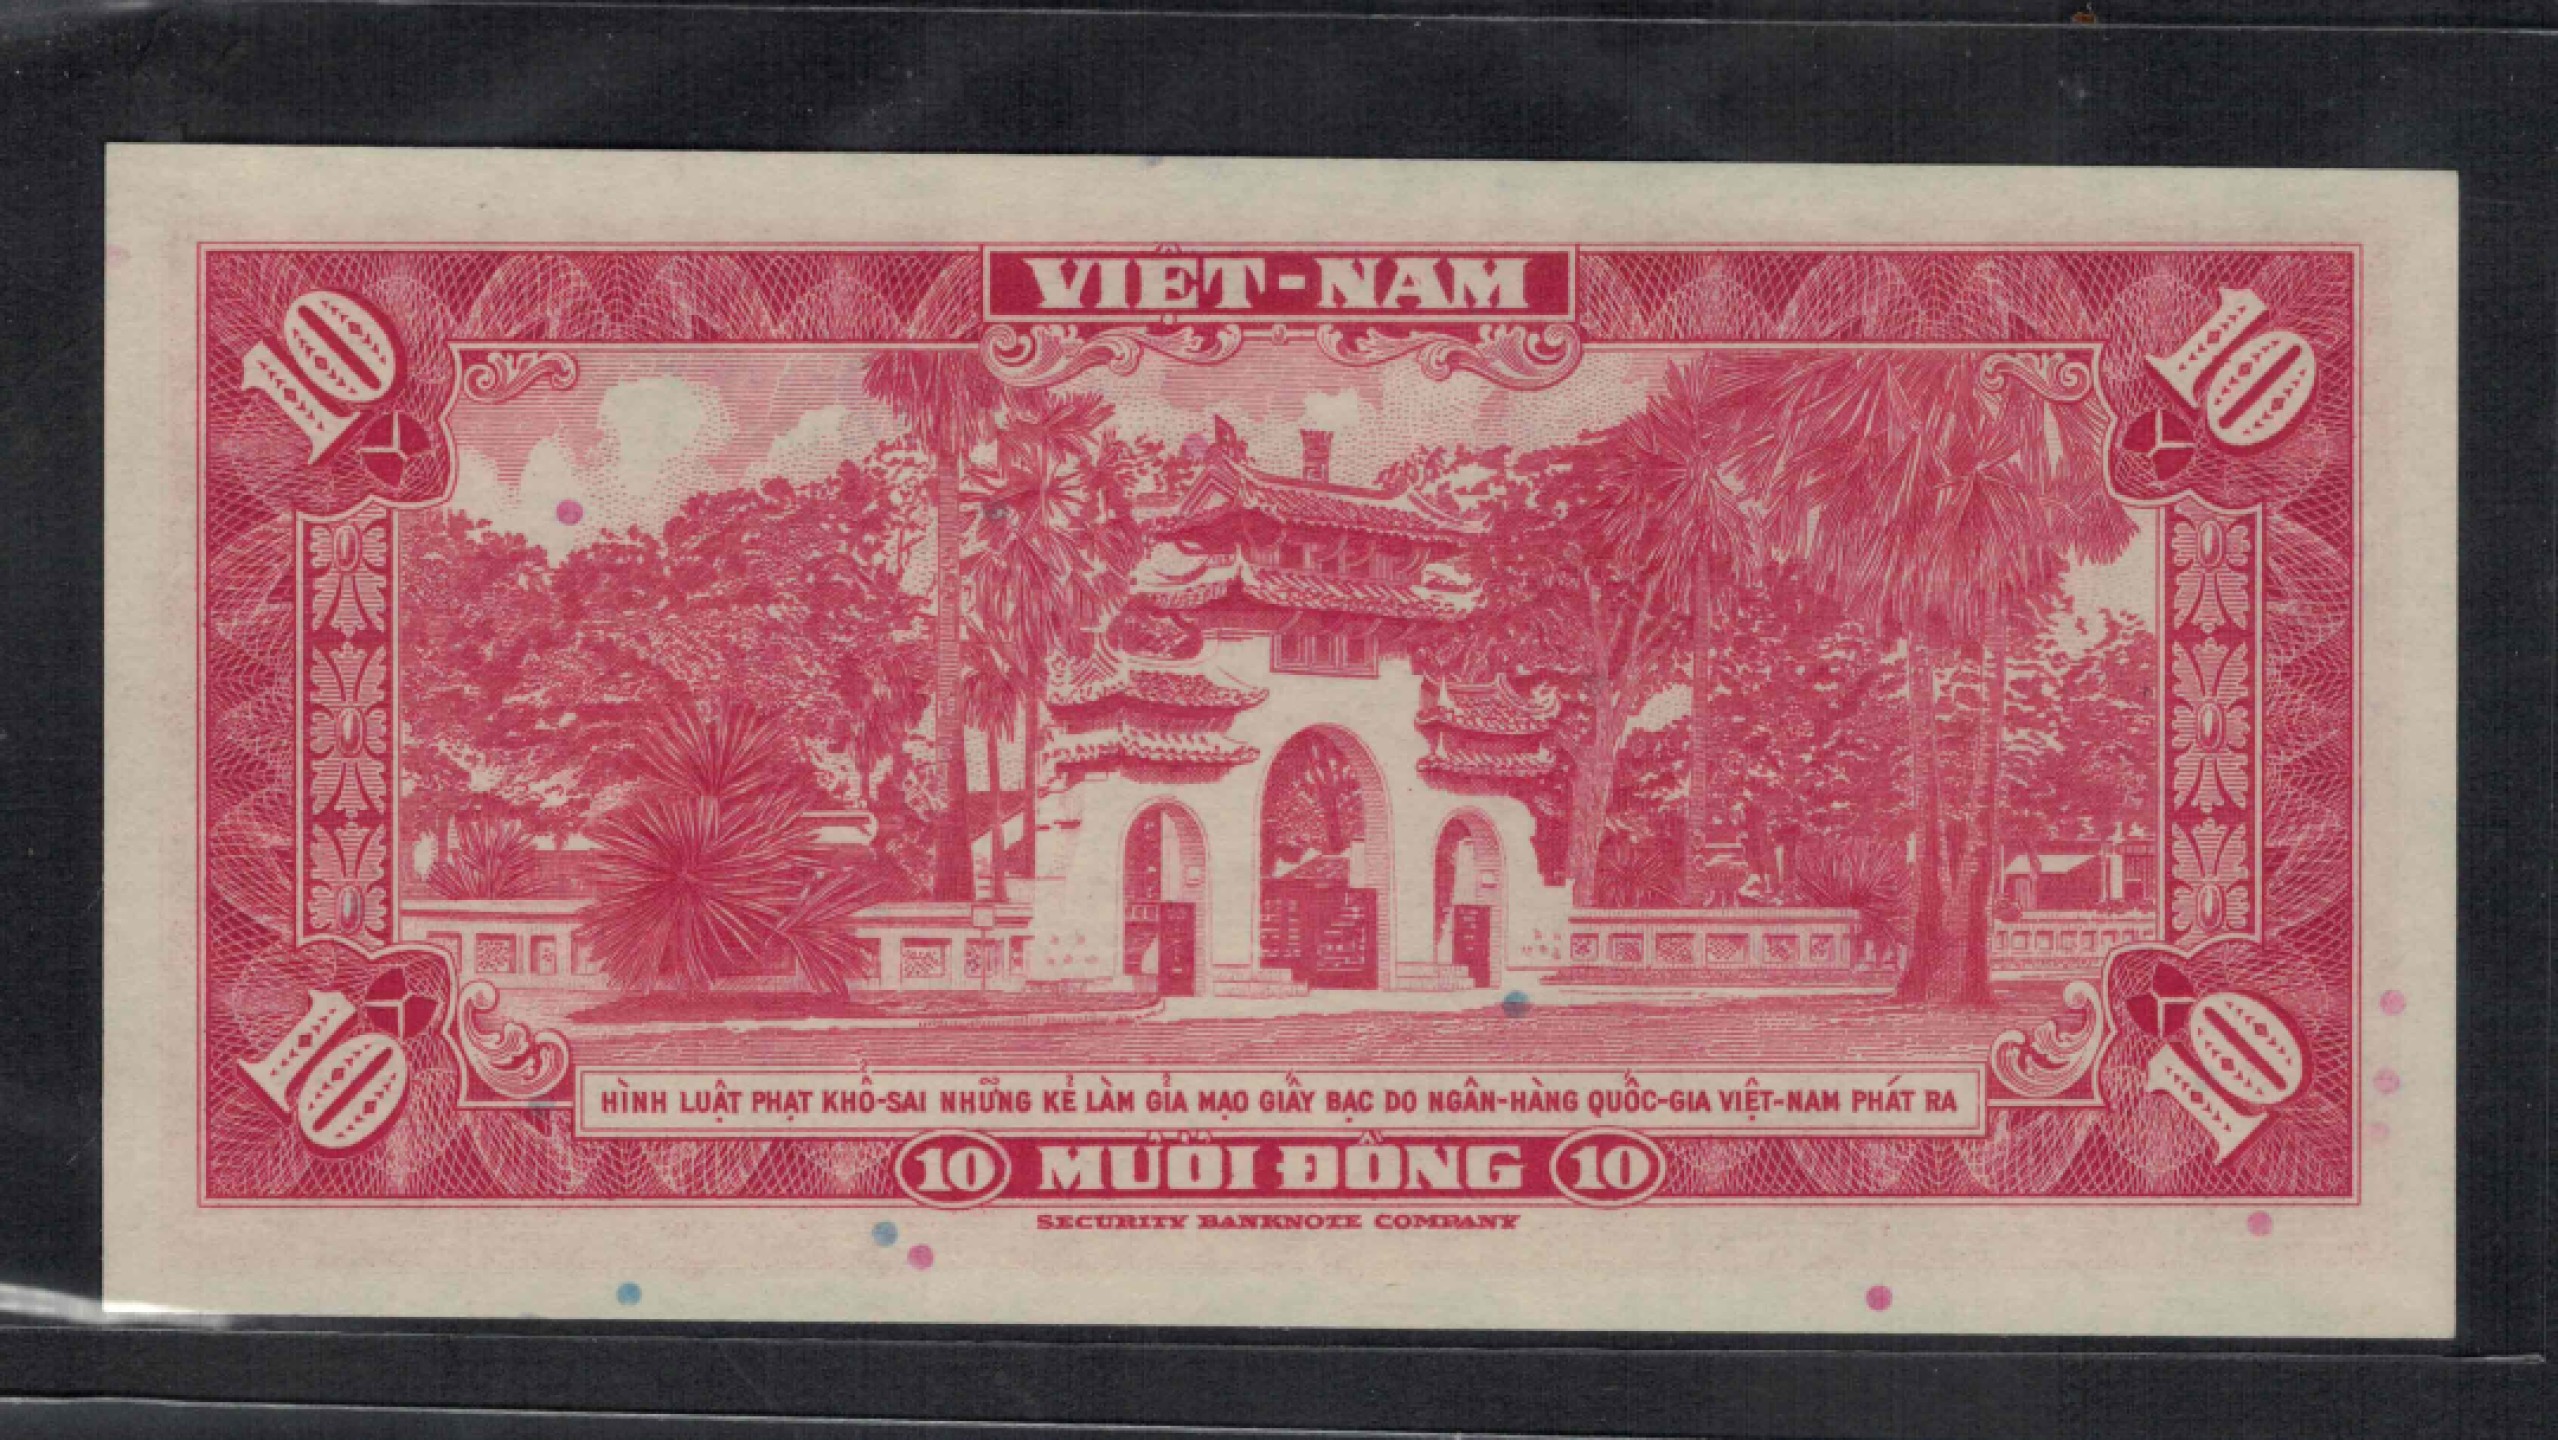 VIỆT-NAM
10 10
10 10
HÌNH LUẬT PHẠT KHỔ-SAI NHỮNG KẺ LÀM GIẢ MẠO GIẤY BẠC DO NGÂN-HÀNG QUỐC-GIA VIỆT-NAM PHÁT RA
10 MƯỜI ĐỒNG 10
SECURITY BANKNOTE COMPANY